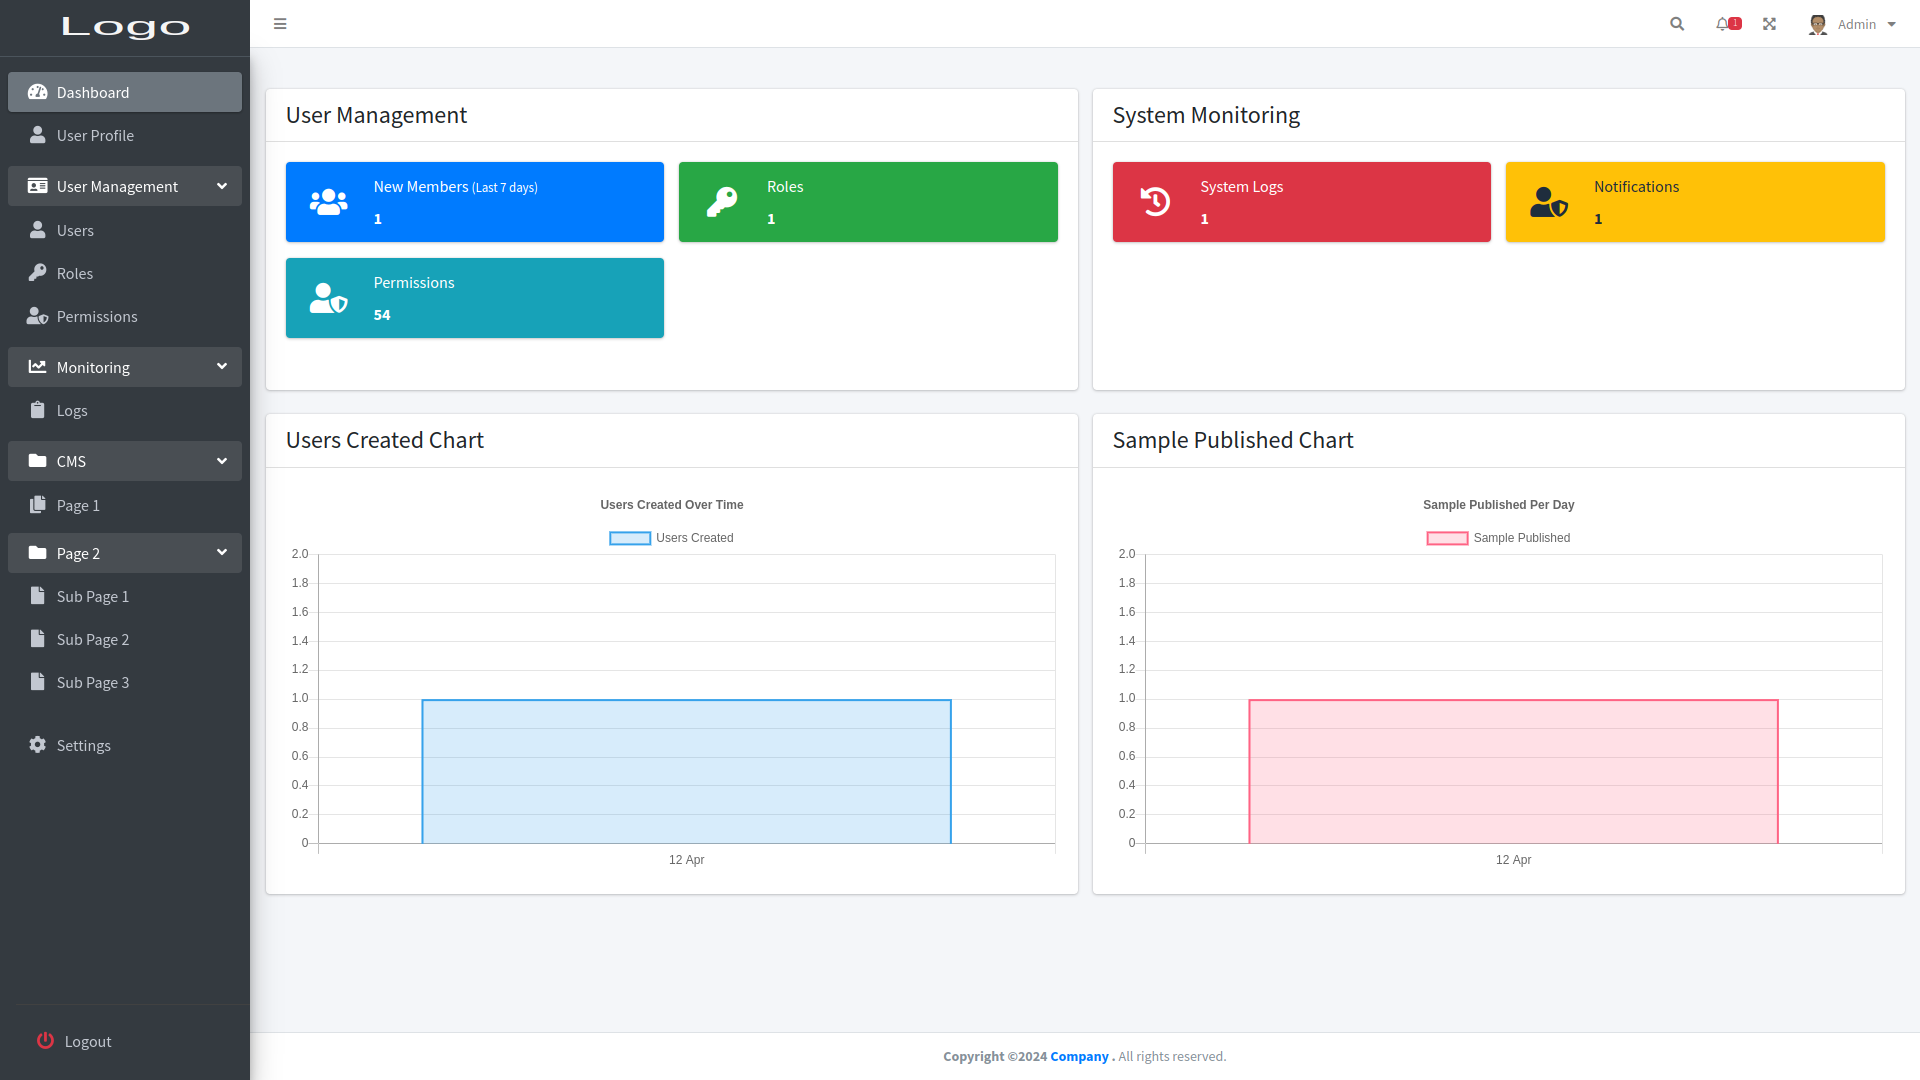 Logo
Dashboard
User Profile
User Management
Users
Roles
Permissions
Monitoring
Logs
CMS
Page 1
Page 2
Sub Page 1
Sub Page 2
Sub Page 3
Settings
Logout
1
Admin
User Management
New Members (Last 7 days)
1
Roles
1
Permissions
54
System Monitoring
System Logs
1
Notifications
1
Users Created Chart
Users Created Over Time
Users Created
2.0
1.8
1.6
1.4
1.2
1.0
0.8
0.6
0.4
0.2
0
12 Apr
Sample Published Chart
Sample Published Per Day
Sample Published
2.0
1.8
1.6
1.4
1.2
1.0
0.8
0.6
0.4
0.2
0
12 Apr
Copyright ©2024 Company . All rights reserved.